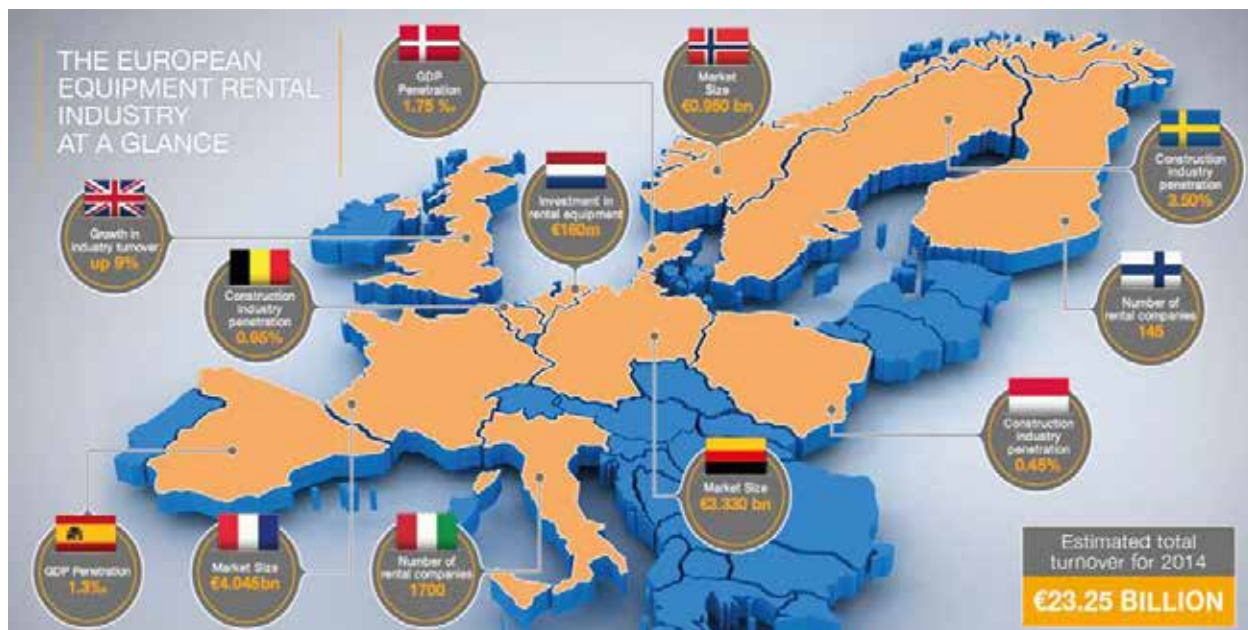 THE EUROPEAN
EQUIPMENT RENTAL
INDUSTRY
AT A GLANCE
GDP
Penetration
1.75 ‰
Market
Size
€0.950 bn
Construction
industry
penetration
3.50%
Investment in
rental equipment
€160m
Growth in
industry turnover
up 9%
Construction
industry
penetration
0.95%
Number of
rental companies
145
Construction
industry
penetration
0.45%
Market Size
€3.330 bn
GDP Penetration
1.3‰
Market Size
€4.045bn
Number of
rental companies
1700
Estimated total
turnover for 2014
€23.25 BILLION